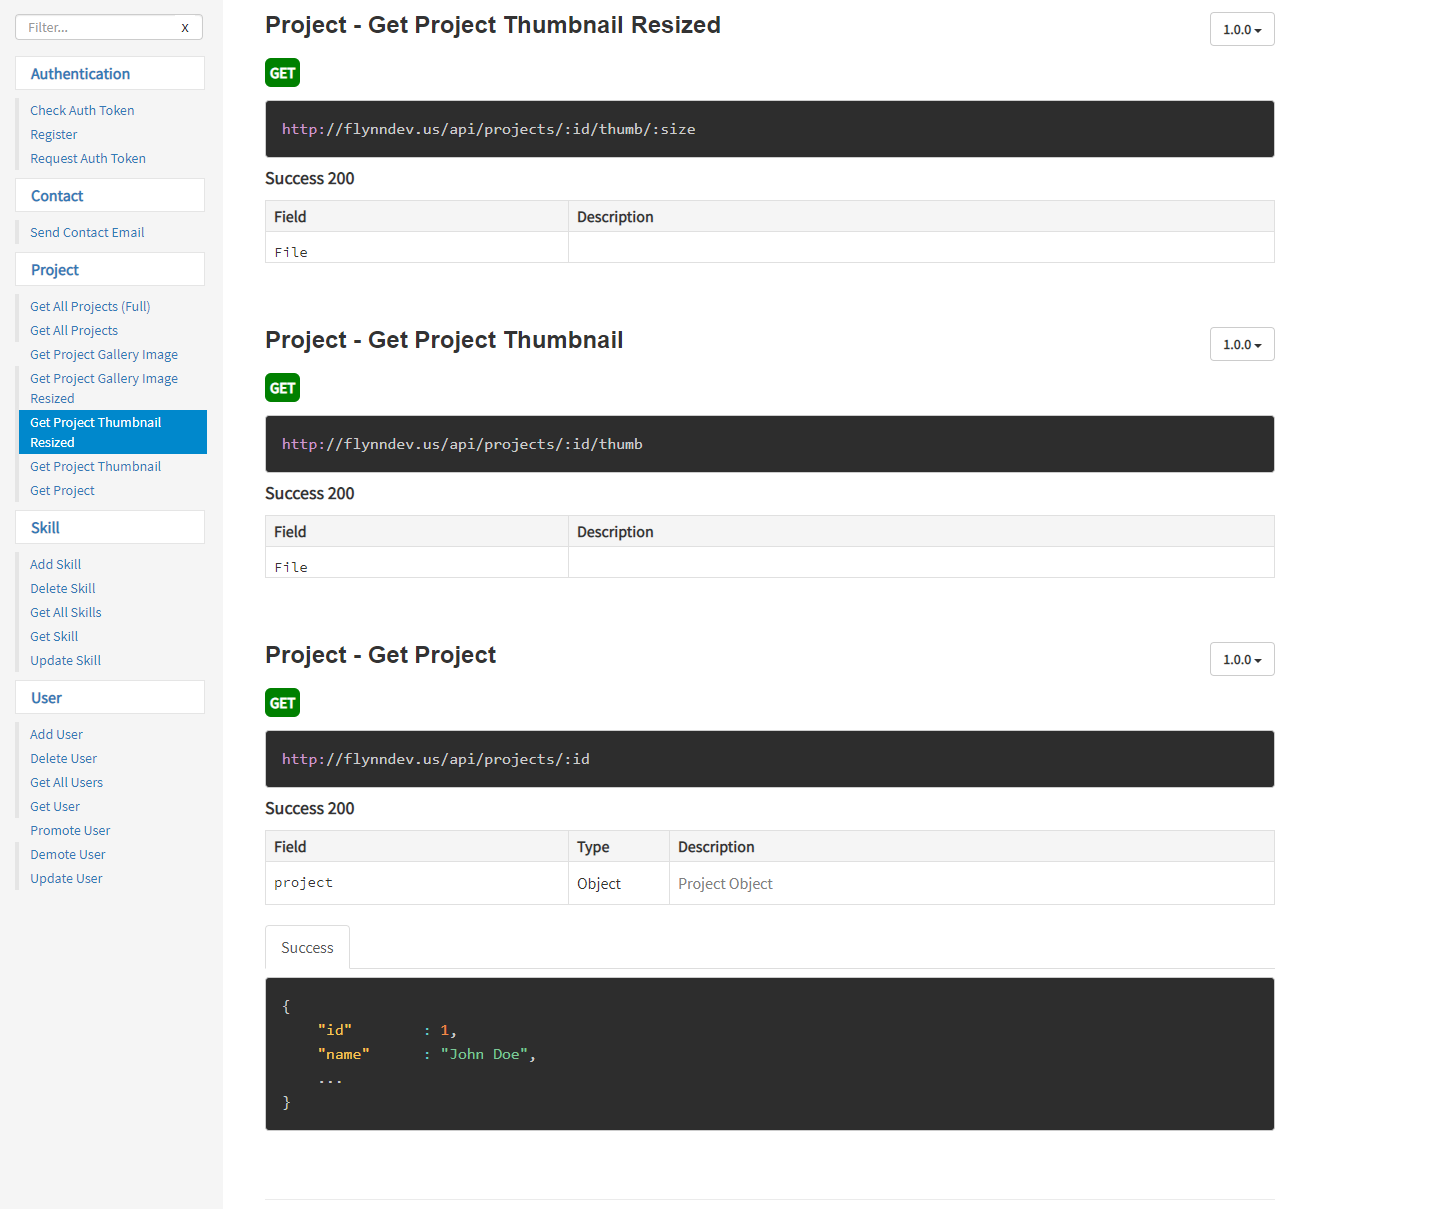 Filter...
x
Authentication
Check Auth Token
Register
Request Auth Token
Contact
Send Contact Email
Project
Get All Projects (Full)
Get All Projects
Get Project Gallery Image
Get Project Gallery Image
Resized
Get Project Thumbnail
Resized
Get Project Thumbnail
Get Project
Skill
Add Skill
Delete Skill
Get All Skills
Get Skill
Update Skill
User
Add User
Delete User
Get All Users
Get User
Promote User
Demote User
Update User
Project - Get Project Thumbnail Resized
1.0.0
GET
http://flynndev.us/api/projects/:id/thumb/:size
Success 200
Field Description
File
Project - Get Project Thumbnail
1.0.0
GET
http://flynndev.us/api/projects/:id/thumb
Success 200
Field Description
File
Project - Get Project
1.0.0
GET
http://flynndev.us/api/projects/:id
Success 200
Field Type Description
project Object Project Object
Success
{
"id" : 1,
"name" : "John Doe",
...
}